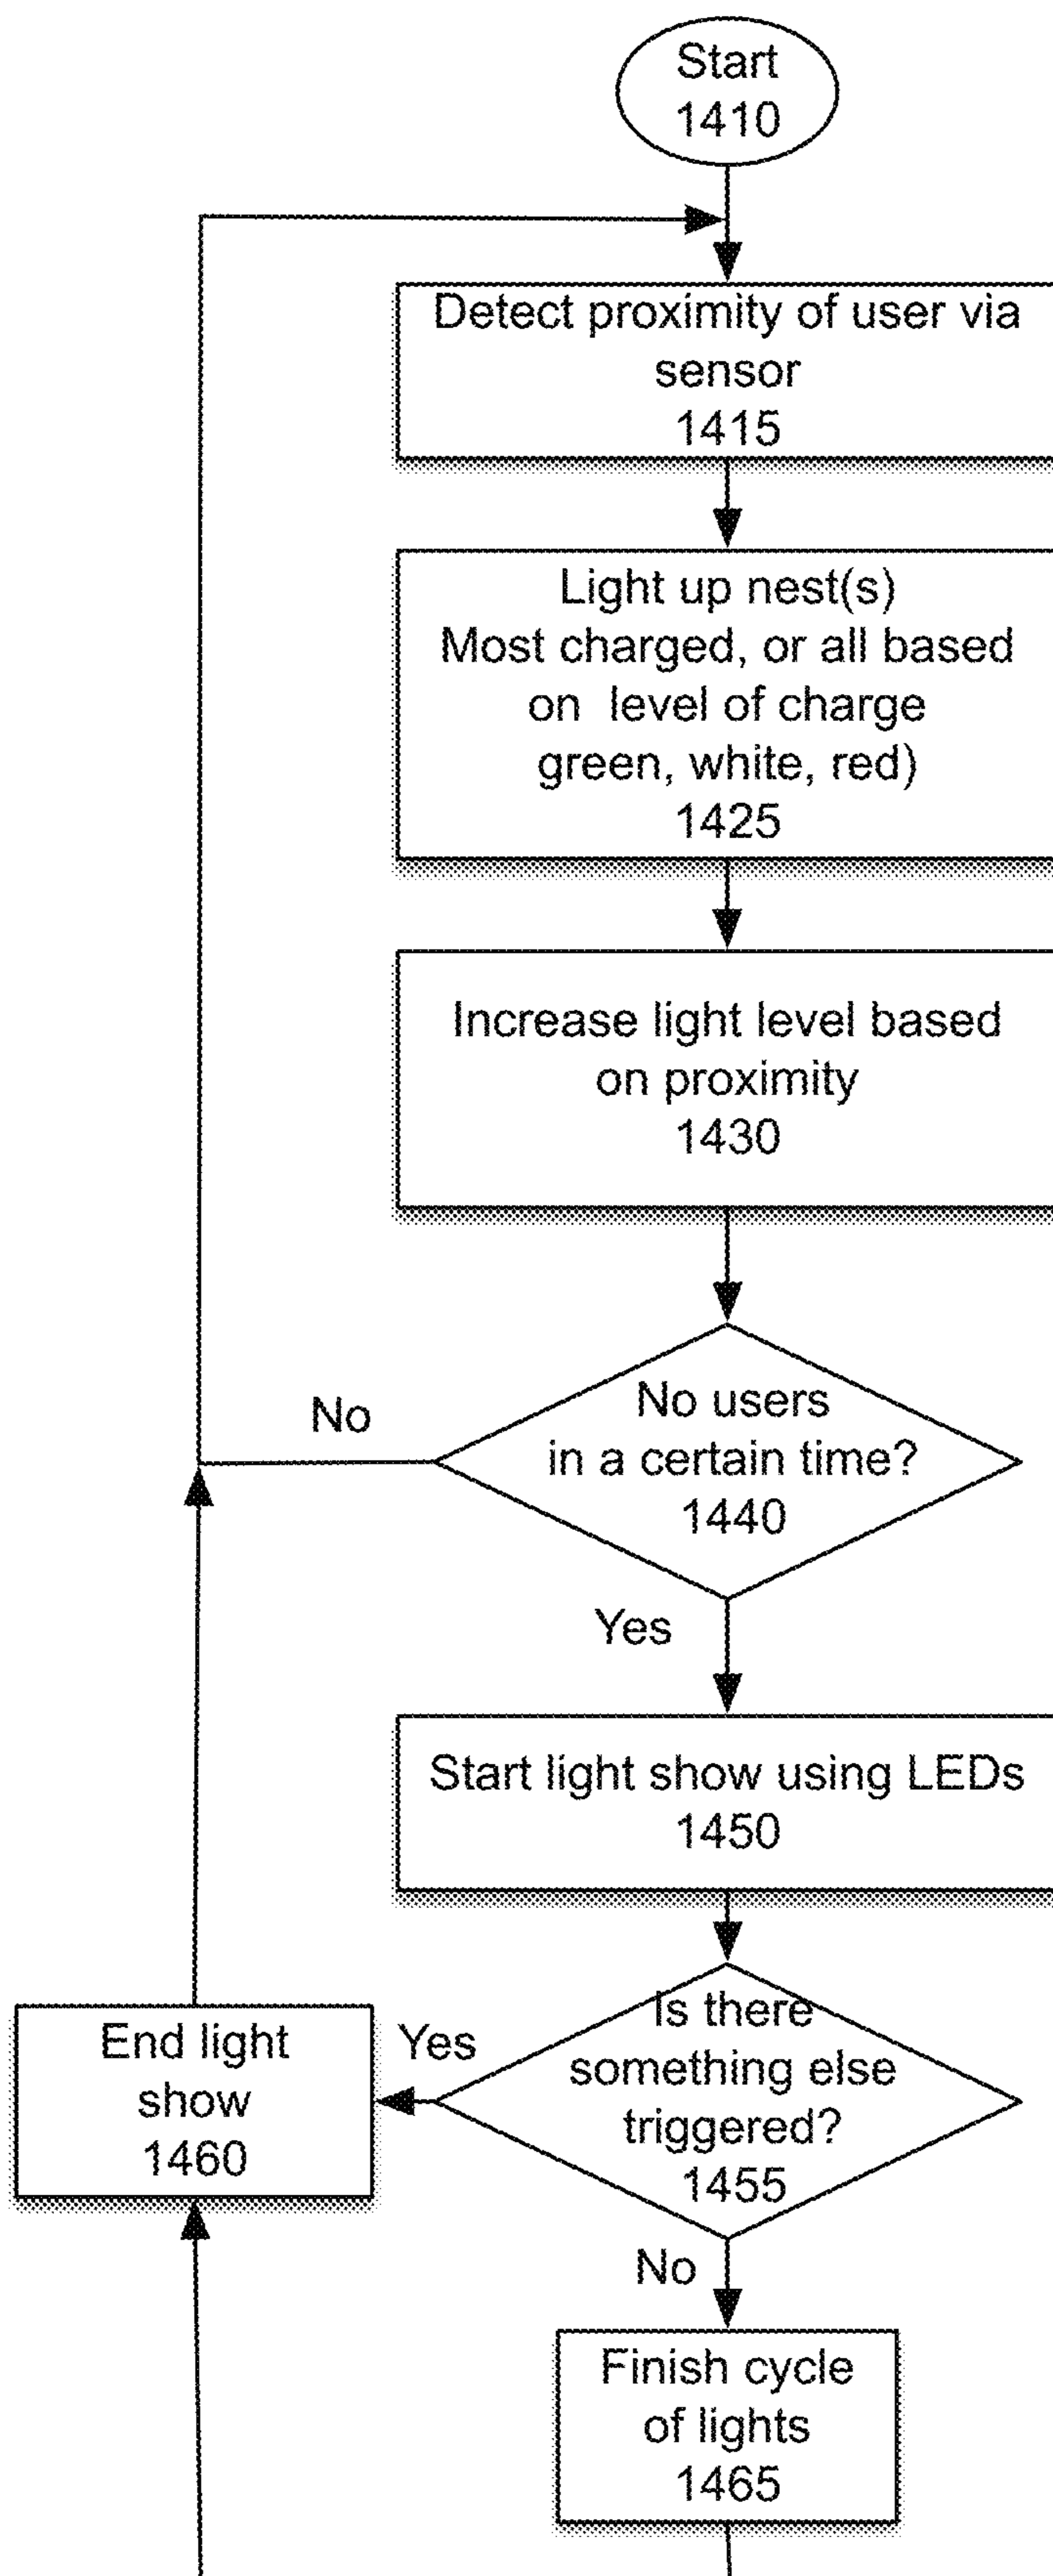 Start
1410
Detect proximity of user via
sensor
1415
Light up nest(s)
Most charged, or all based
on level of charge
green, white, red)
1425
Increase light level based
on proximity
1430
No users
in a certain time?
1440
No
Yes
Start light show using LEDs
1450
Is there
something else
triggered?
1455
Yes
End light
show
1460
No
Finish cycle
of lights
1465